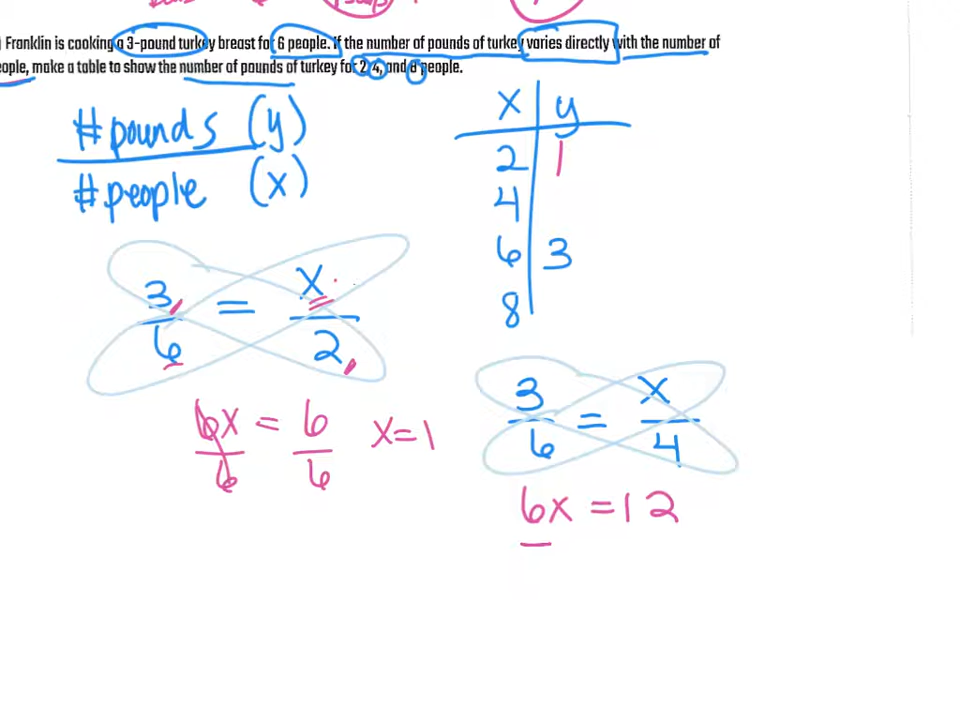 Franklin is cooking a 3-pound turkey breast for 6 people. If the number of pounds of turkey varies directly with the number of
people, make a table to show the number of pounds of turkey for 2, 4, and 8 people.
# pounds (y)
# people (x)
x y
2 1
4
6 3
8
3/6 = x/2
6x/6 = 6/6 x=1
3/6 = x/4
6x = 12